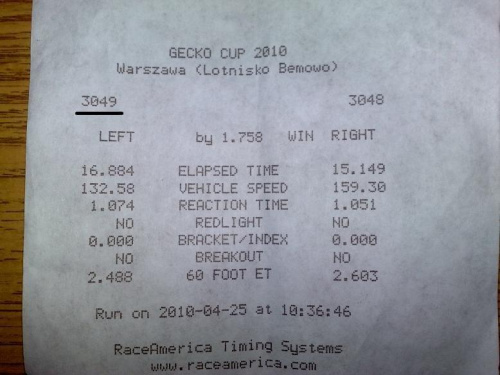 GECKO CUP 2010
Warszawa (Lotnisko Bemowo)
3049 3048
LEFT by 1.758 WIN RIGHT
16.884 ELAPSED TIME 15.149
132.58 VEHICLE SPEED 159.30
1.074 REACTION TIME 1.051
NO REDLIGHT NO
0.000 BRACKET/INDEX 0.000
NO BREAKOUT NO
2.488 60 FOOT ET 2.603
Run on 2010-04-25 at 10:36:46
RaceAmerica Timing Systems
www.raceamerica.com